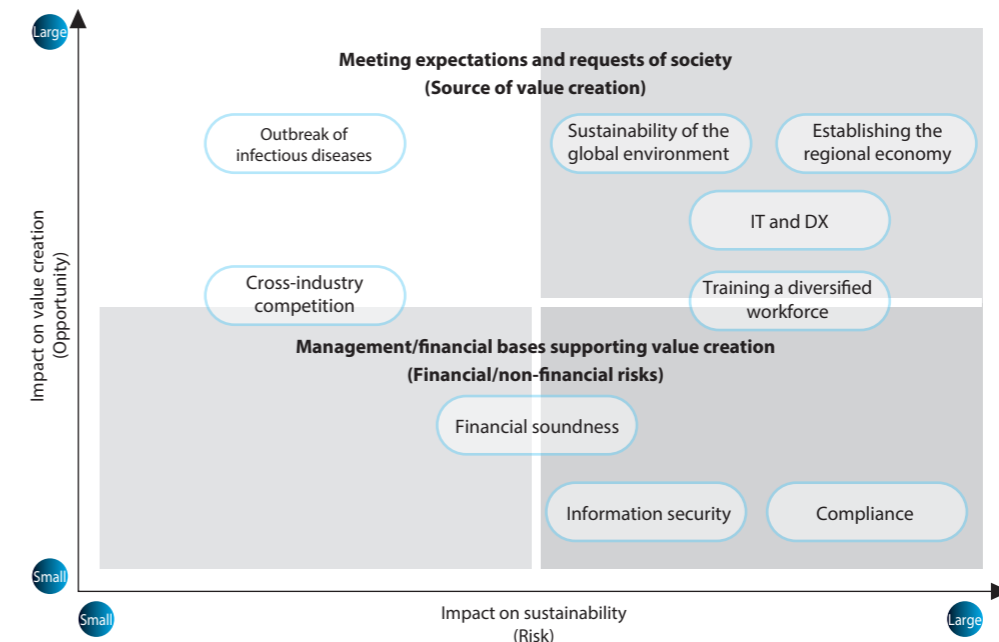 Large
Meeting expectations and requests of society
(Source of value creation)
Outbreak of
infectious diseases
Sustainability of the
global environment
Establishing the
regional economy
IT and DX
Cross-industry
competition
Training a diversified
workforce
Impact on value creation
(Opportunity)
Management/financial bases supporting value creation
(Financial/non-financial risks)
Financial soundness
Information security
Compliance
Small
Small
Impact on sustainability
(Risk)
Large